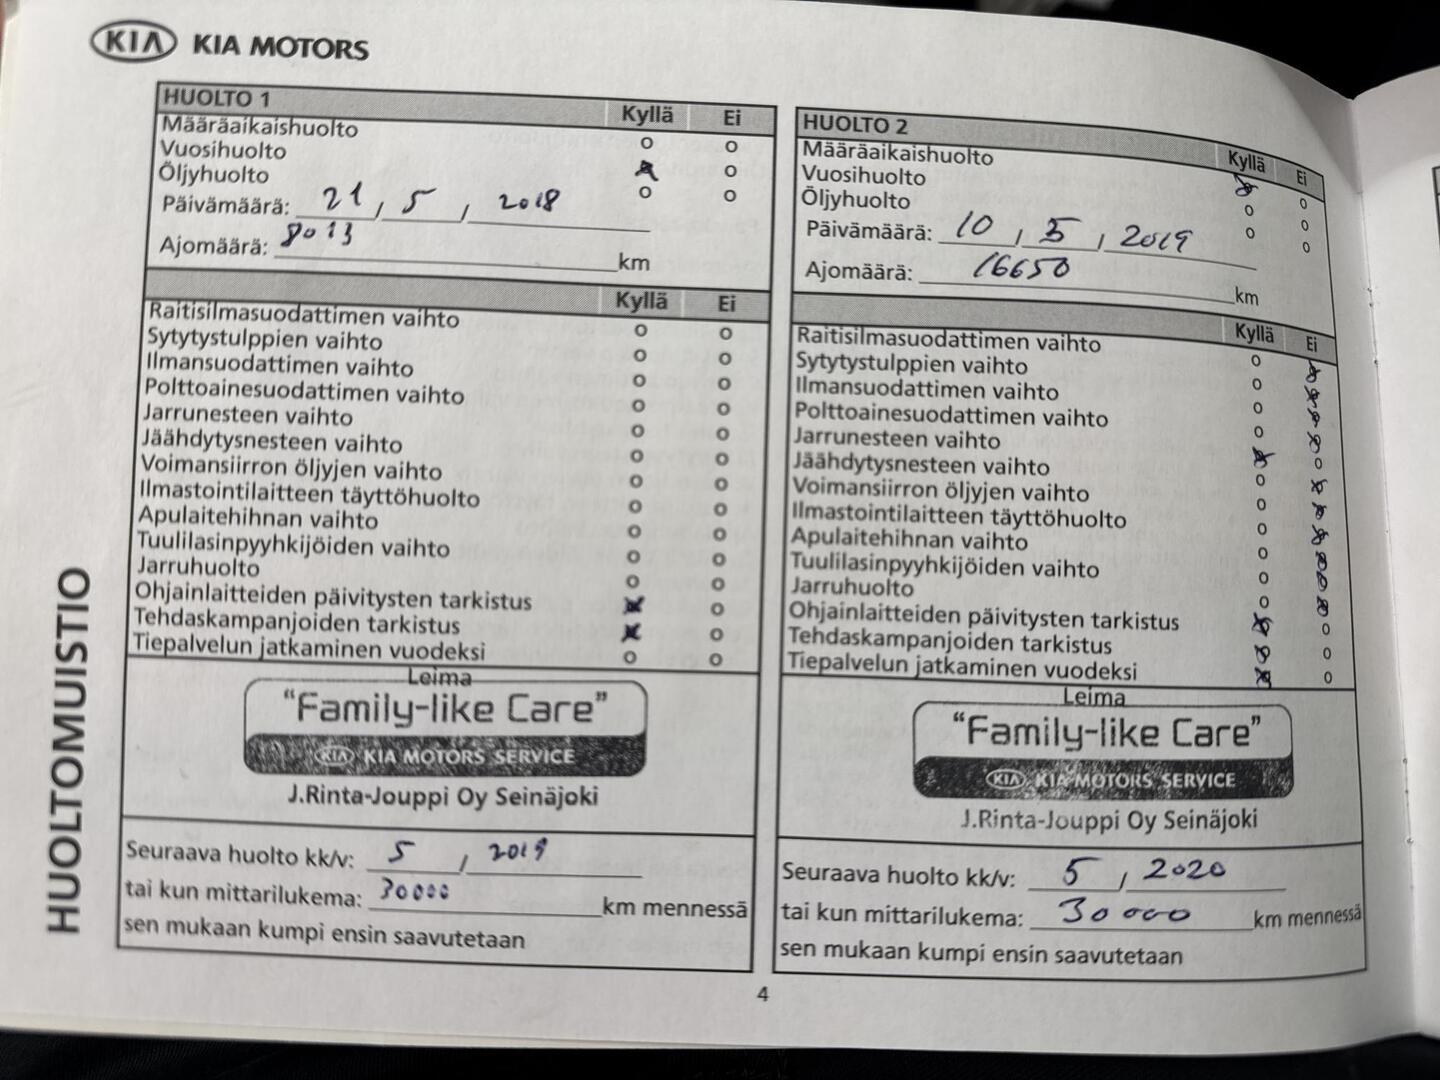 KIA KIA MOTORS
HUOLTOMUISTIO
HUOLTO 1 Kyllä Ei
Määräaikaishuolto o o
Vuosihuolto x o
Öljyhuolto o o
Päivämäärä: 21 / 5 / 2018
Ajomäärä: 8013 km
Kyllä Ei
Raitisilmasuodattimen vaihto o o
Sytytystulppien vaihto o o
Ilmansuodattimen vaihto o o
Polttoainesuodattimen vaihto o o
Jarrunesteen vaihto o o
Jäähdytysnesteen vaihto o o
Voimansiirron öljyjen vaihto o o
Ilmastointilaitteen täyttöhuolto o o
Apulaitehihnan vaihto o o
Tuulilasinpyyhkijöiden vaihto o o
Jarruhuolto o o
Ohjainlaitteiden päivitysten tarkistus x o
Tehdaskampanjoiden tarkistus x o
Tiepalvelun jatkaminen vuodeksi o o
Leima
"Family-like Care"
KIA KIA MOTORS SERVICE
J.Rinta-Jouppi Oy Seinäjoki
Seuraava huolto kk/v: 5 / 2019
tai kun mittarilukema: 30000 km mennessä
sen mukaan kumpi ensin saavutetaan
HUOLTO 2 Kyllä Ei
Määräaikaishuolto x o
Vuosihuolto o o
Öljyhuolto o o
Päivämäärä: 10 / 5 / 2019
Ajomäärä: 16650 km
Kyllä Ei
Raitisilmasuodattimen vaihto o x
Sytytystulppien vaihto o x
Ilmansuodattimen vaihto o x
Polttoainesuodattimen vaihto o x
Jarrunesteen vaihto x o
Jäähdytysnesteen vaihto o x
Voimansiirron öljyjen vaihto o x
Ilmastointilaitteen täyttöhuolto o x
Apulaitehihnan vaihto o x
Tuulilasinpyyhkijöiden vaihto o x
Jarruhuolto o x
Ohjainlaitteiden päivitysten tarkistus x o
Tehdaskampanjoiden tarkistus x o
Tiepalvelun jatkaminen vuodeksi x o
Leima
"Family-like Care"
KIA KIA MOTORS SERVICE
J.Rinta-Jouppi Oy Seinäjoki
Seuraava huolto kk/v: 5 / 2020
tai kun mittarilukema: 30000 km mennessä
sen mukaan kumpi ensin saavutetaan
4